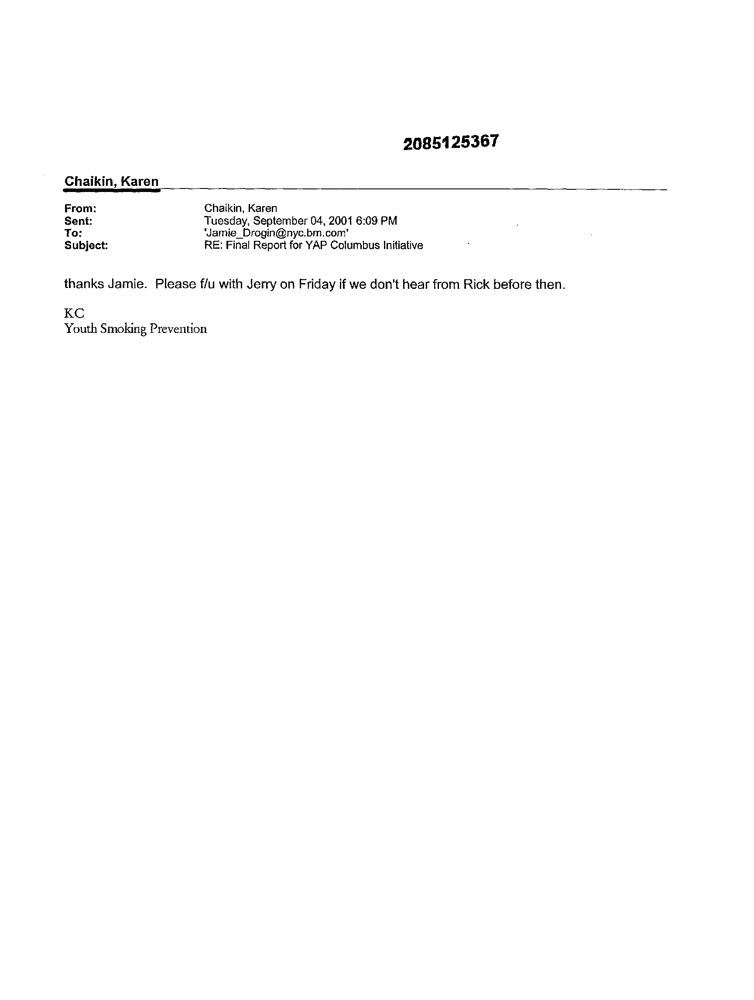 2085125367
Chaikin, Karen
From: Chaikin, Karen
Sent: Tuesday, September 04, 2001 6:09 PM
To: 'Jamie_Drogin@nyc.bm.com'
Subject: RE: Final Report for YAP Columbus Initiative
thanks Jamie.  Please f/u with Jerry on Friday if we don't hear from Rick before then.
KC
Youth Smoking Prevention